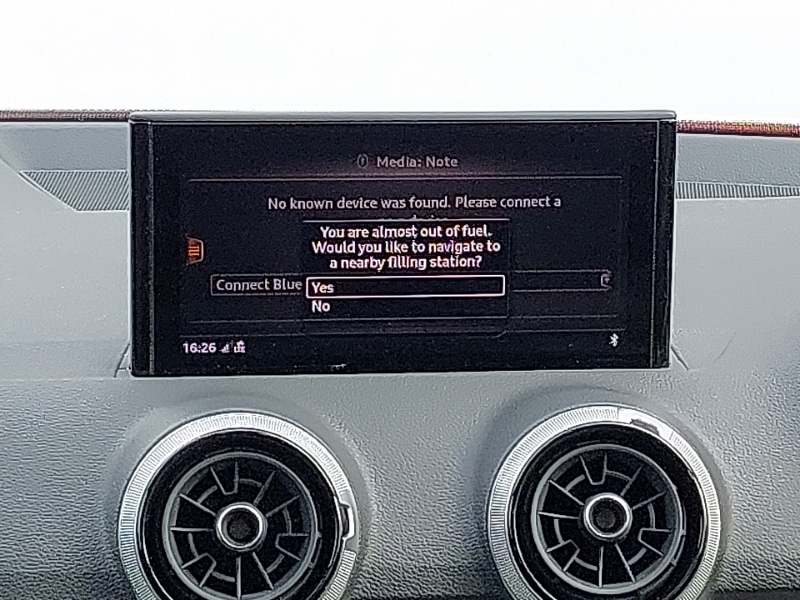 Media: Note
No known device was found. Please connect a
You are almost out of fuel.
Would you like to navigate to
a nearby filling station?
Connect Blue
Yes
No
16:26